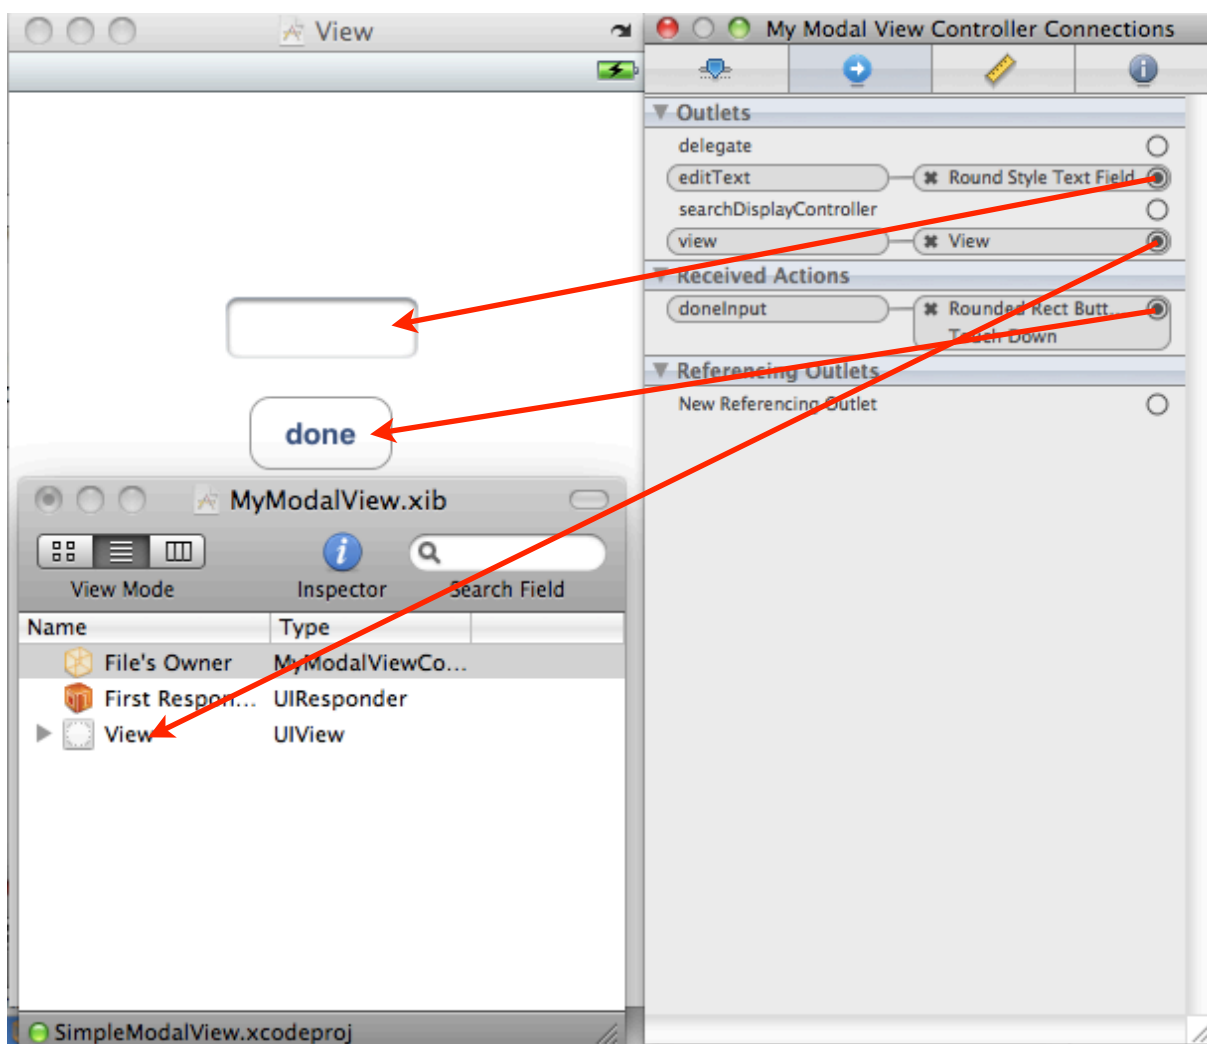 View
My Modal View Controller Connections
Outlets
delegate
editText
Round Style Text Field
searchDisplayController
view
View
Received Actions
doneInput
Rounded Rect Butt...
Touch Down
Referencing Outlets
New Referencing Outlet
done
MyModalView.xib
View Mode
Inspector
Search Field
Name Type
File's Owner MyModalViewCo...
First Respon... UIResponder
View UIView
SimpleModalView.xcodeproj